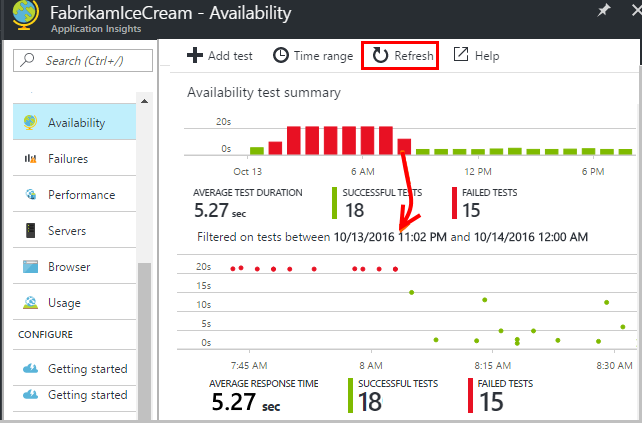 FabrikamIceCream - Availability
Application Insights
Search (Ctrl+/)
Add test Time range Refresh Help
Availability
Failures
Performance
Servers
Browser
Usage
CONFIGURE
Getting started
Getting started
Availability test summary
20s
0s
Oct 13 6 AM 12 PM 6 PM
AVERAGE TEST DURATION SUCCESSFUL TESTS FAILED TESTS
5.27 sec 18 15
Filtered on tests between 10/13/2016 11:02 PM and 10/14/2016 12:00 AM
20s
15s
10s
5s
0s
7:45 AM 8 AM 8:15 AM 8:30 AM
AVERAGE RESPONSE TIME SUCCESSFUL TESTS FAILED TESTS
5.27 sec 18 15